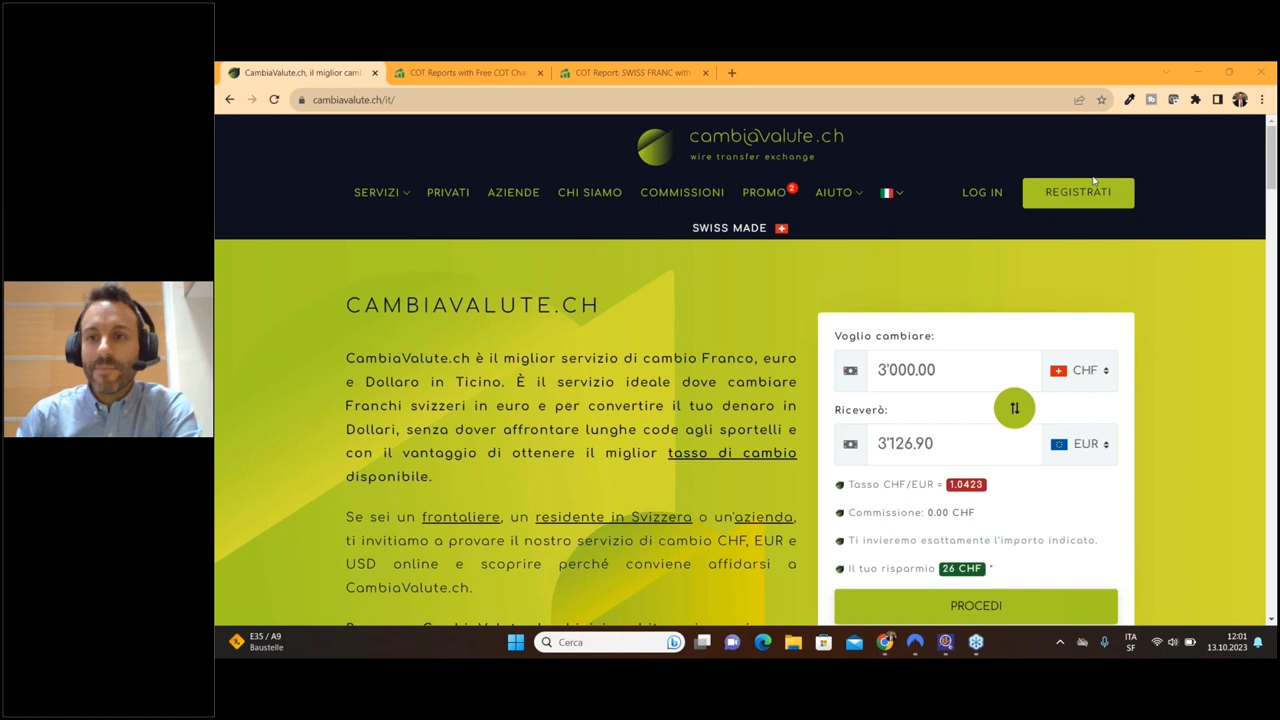 CambiaValute.ch, il miglior cam
COT Reports with Free COT Cha
COT Report: SWISS FRANC with
cambiavalute.ch/it/
cambiavalute.ch
wire transfer exchange
SERVIZI PRIVATI AZIENDE CHI SIAMO COMMISSIONI PROMO 2 AIUTO LOG IN REGISTRATI
SWISS MADE
CAMBIAVALUTE.CH
CambiaValute.ch è il miglior servizio di cambio Franco, euro
e Dollaro in Ticino. È il servizio ideale dove cambiare
Franchi svizzeri in euro e per convertire il tuo denaro in
Dollari, senza dover affrontare lunghe code agli sportelli e
con il vantaggio di ottenere il miglior tasso di cambio
disponibile.
Se sei un frontaliere, un residente in Svizzera o un'azienda,
ti invitiamo a provare il nostro servizio di cambio CHF, EUR e
USD online e scoprire perché conviene affidarsi a
CambiaValute.ch.
Voglio cambiare:
3'000.00 CHF
Riceverò:
3'126.90 EUR
Tasso CHF/EUR = 1.0423
Commissione: 0.00 CHF
Ti invieremo esattamente l'importo indicato.
Il tuo risparmio 26 CHF *
PROCEDI
E35 / A9
Baustelle
Cerca
ITA
SF
12:01
13.10.2023